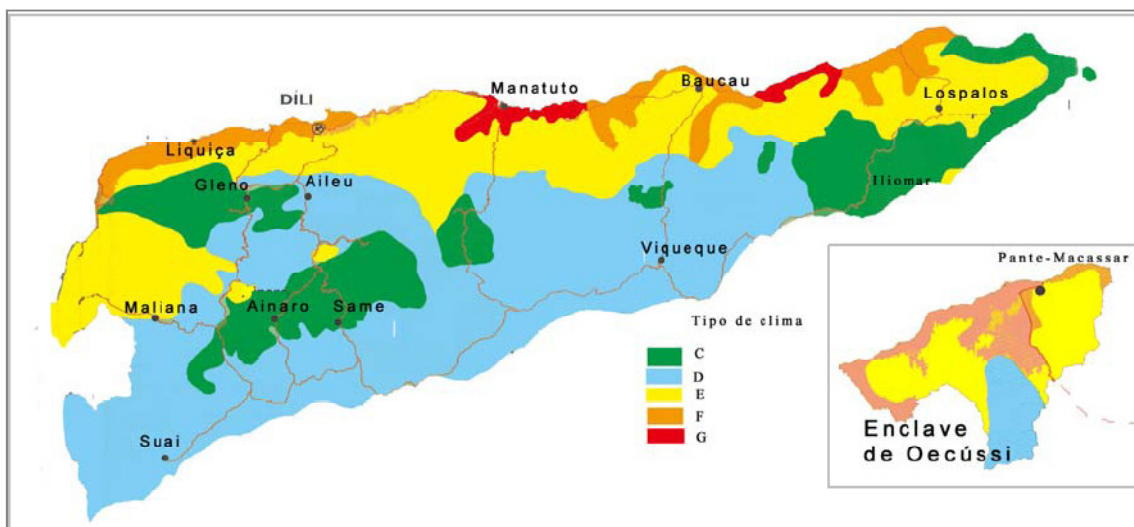 Manatuto
Baucau
DÍLI
Lospalos
Liquiça
Gleno
Aileu
Iliomar
Viqueque
Pante-Macassar
Maliana
Ainaro
Same
Tipo de clima
C
D
E
F
G
Suai
Enclave
de Oecússi